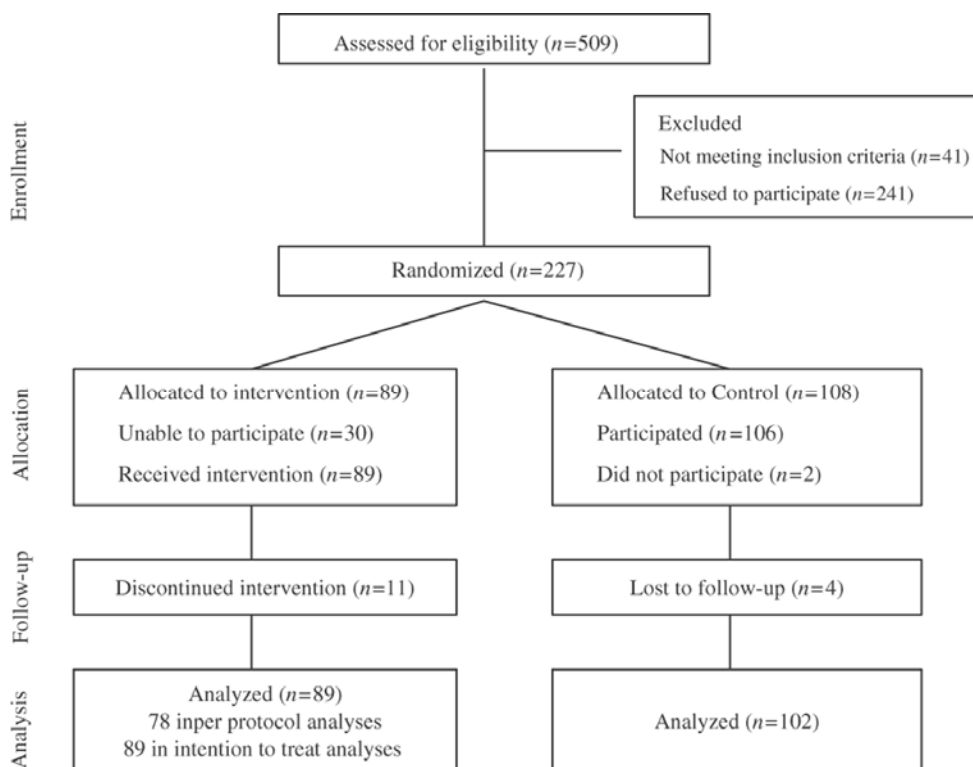 Assessed for eligibility (n=509)
Enrollment
Excluded
Not meeting inclusion criteria (n=41)
Refused to participate (n=241)
Randomized (n=227)
Allocation
Allocated to intervention (n=89)
Unable to participate (n=30)
Received intervention (n=89)
Allocated to Control (n=108)
Participated (n=106)
Did not participate (n=2)
Follow-up
Discontinued intervention (n=11)
Lost to follow-up (n=4)
Analysis
Analyzed (n=89)
78 inper protocol analyses
89 in intention to treat analyses
Analyzed (n=102)